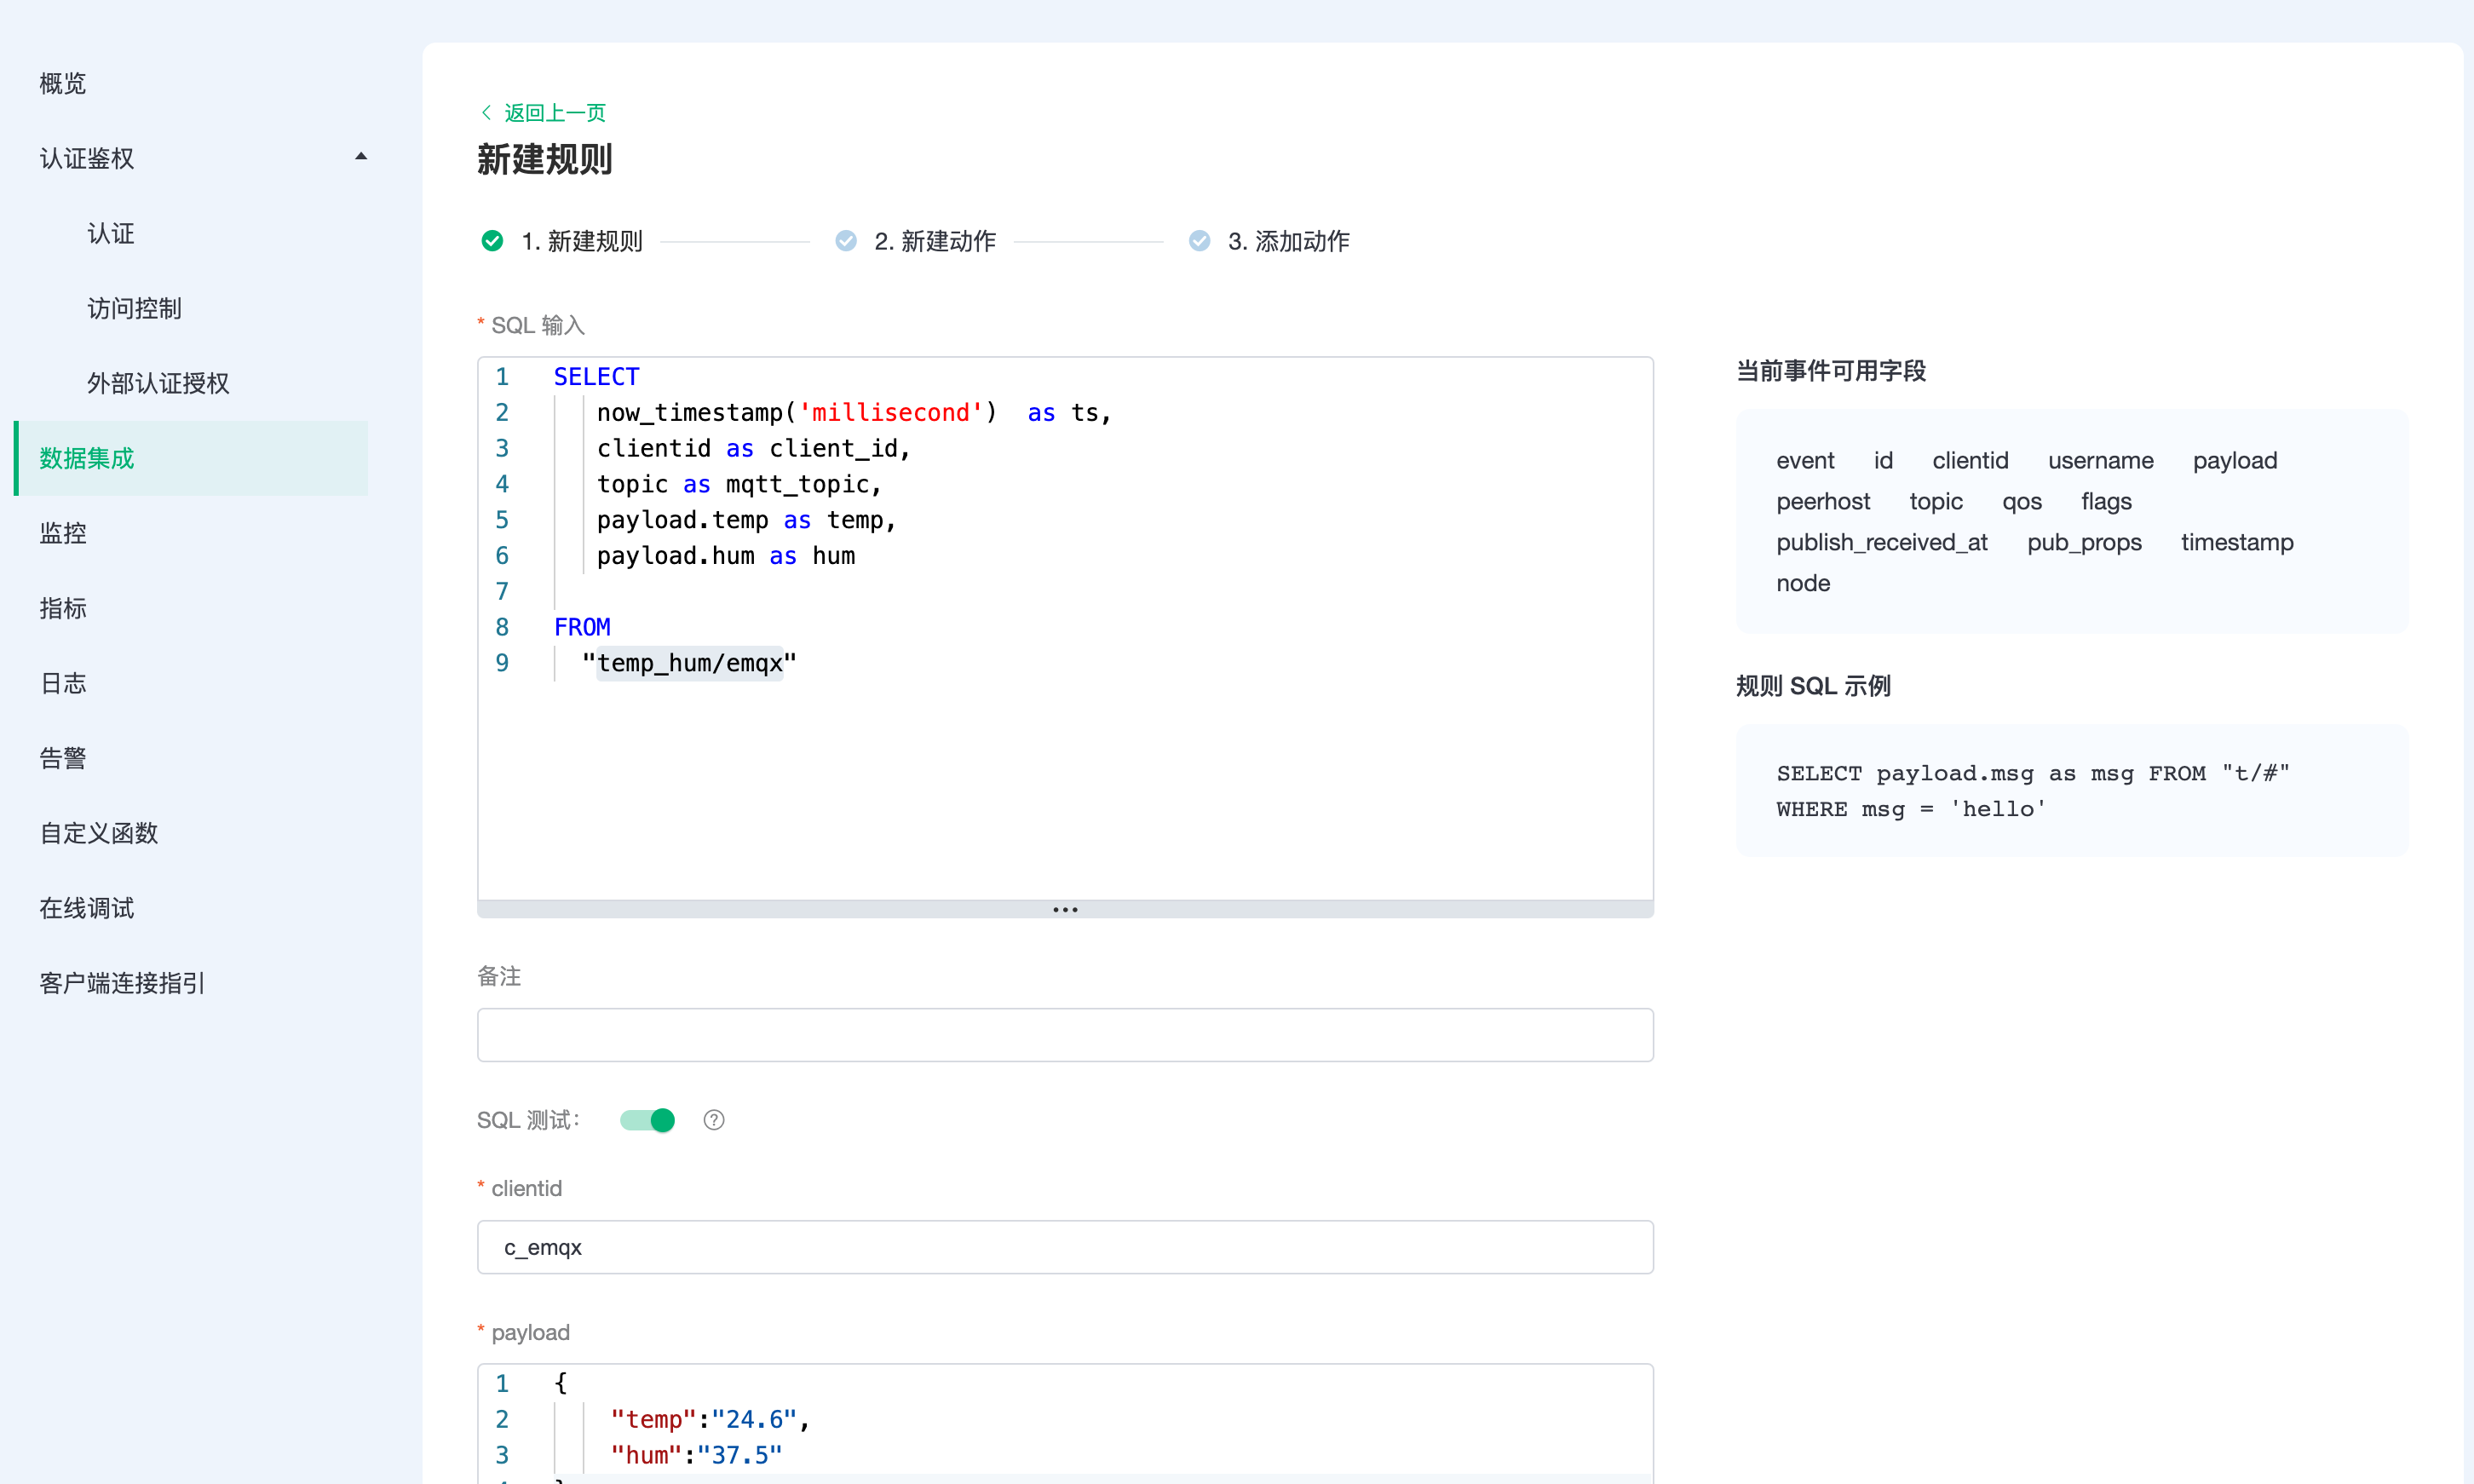 概览
认证鉴权
认证
访问控制
外部认证授权
数据集成
监控
指标
日志
告警
自定义函数
在线调试
客户端连接指引
返回上一页
新建规则
1. 新建规则
2. 新建动作
3. 添加动作
* SQL 输入
1 SELECT
2 now_timestamp('millisecond')  as ts,
3 clientid as client_id,
4 topic as mqtt_topic,
5 payload.temp as temp,
6 payload.hum as hum
7
8 FROM
9 "temp_hum/emqx"
当前事件可用字段
event id clientid username payload
peerhost topic qos flags
publish_received_at pub_props timestamp
node
规则 SQL 示例
SELECT payload.msg as msg FROM "t/#"
WHERE msg = 'hello'
备注
SQL 测试:
* clientid
c_emqx
* payload
1 {
2 "temp":"24.6",
3 "hum":"37.5"